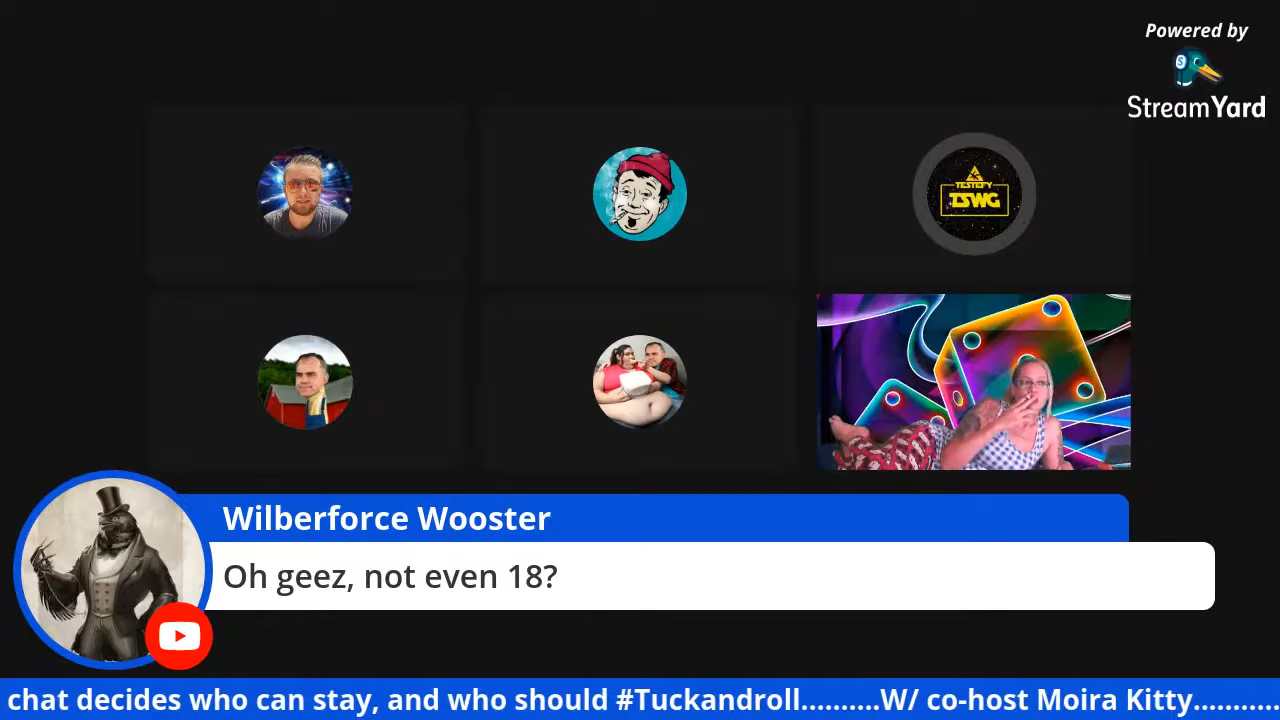 Powered by
StreamYard
TESTEFY
TSWG
Wilberforce Wooster
Oh geez, not even 18?
chat decides who can stay, and who should #Tuckandroll..........W/ co-host Moira Kitty...........